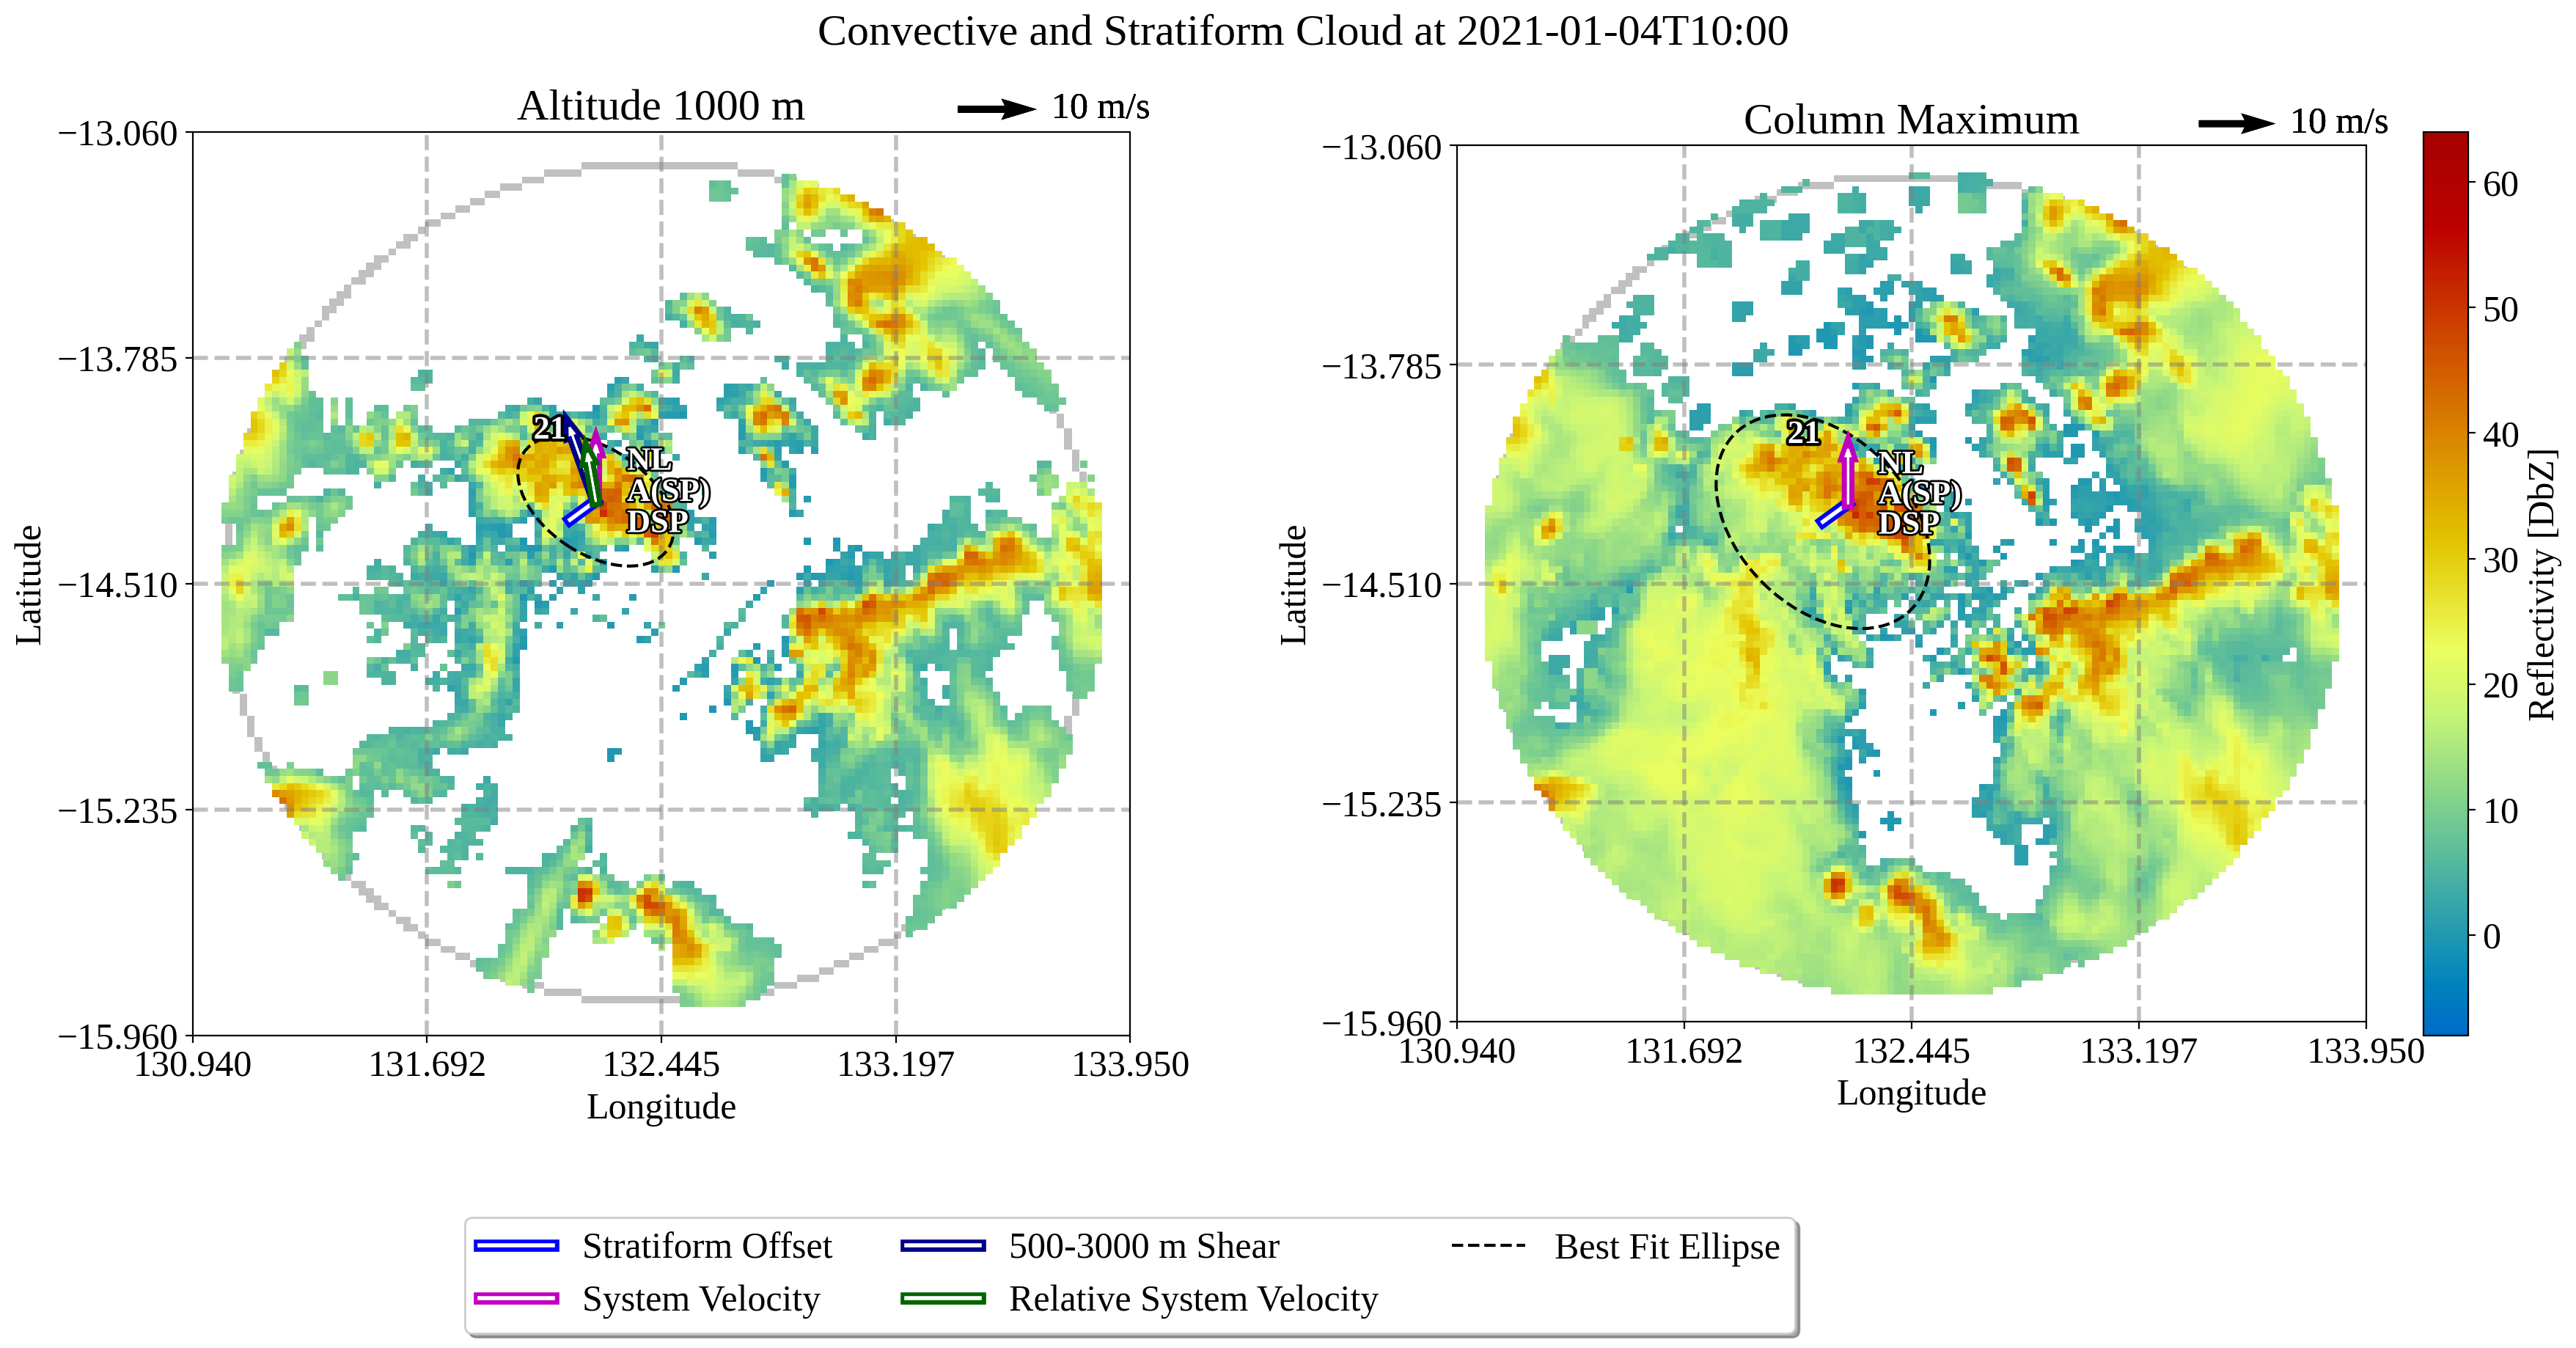 Convective and Stratiform Cloud at 2021-01-04T10:00
Altitude 1000 m
10 m/s
−13.060
−13.785
−14.510
−15.235
−15.960
130.940
131.692
132.445
133.197
133.950
Latitude
Longitude
21
NL
A(SP)
DSP
Column Maximum
10 m/s
−13.060
−13.785
−14.510
−15.235
−15.960
130.940
131.692
132.445
133.197
133.950
Latitude
Longitude
21
NL
A(SP)
DSP
60
50
40
30
20
10
0
Reflectivity [DbZ]
Stratiform Offset
System Velocity
500-3000 m Shear
Relative System Velocity
Best Fit Ellipse